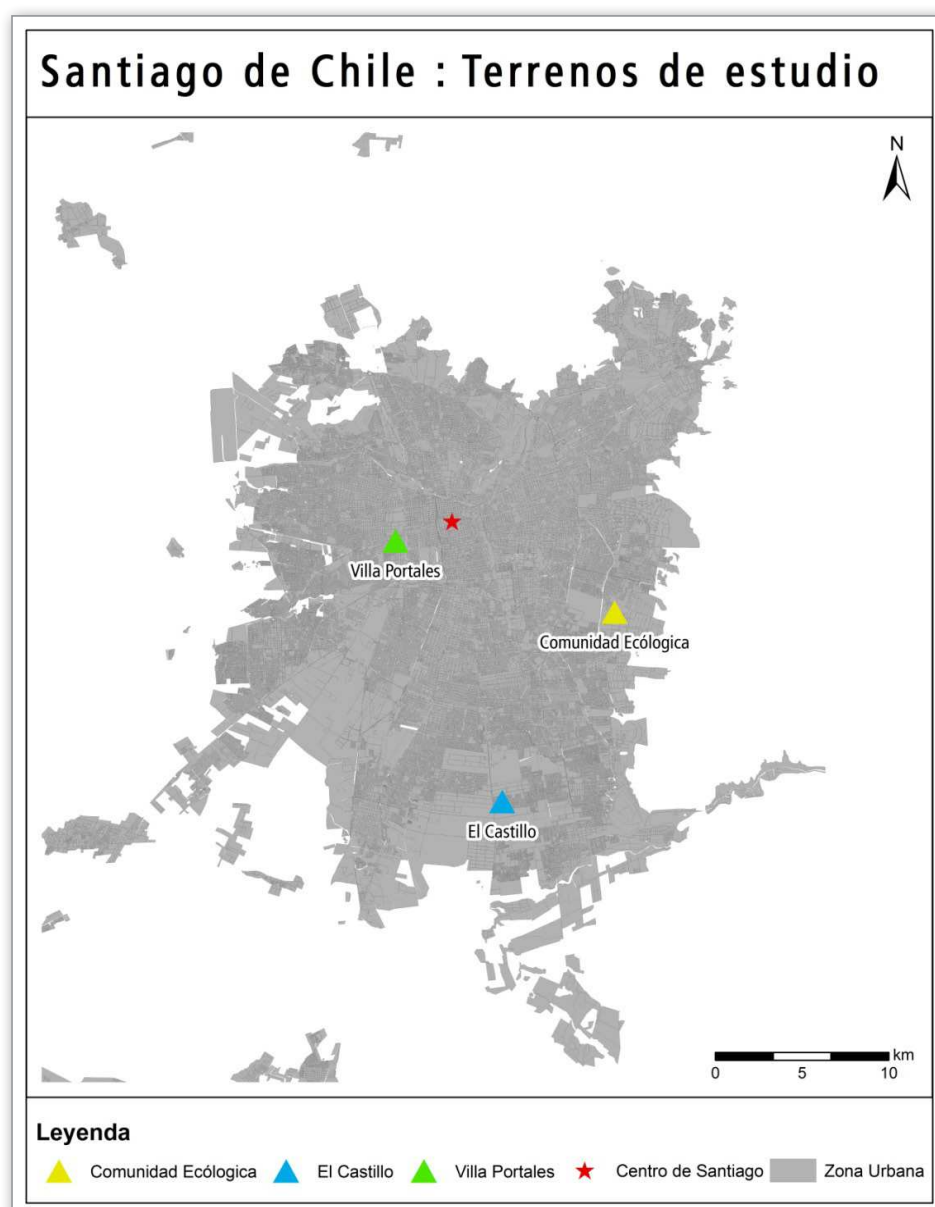 Santiago de Chile : Terrenos de estudio
N
Villa Portales
Comunidad Ecólogica
El Castillo
km
0 5 10
Leyenda
Comunidad Ecólogica El Castillo Villa Portales Centro de Santiago Zona Urbana